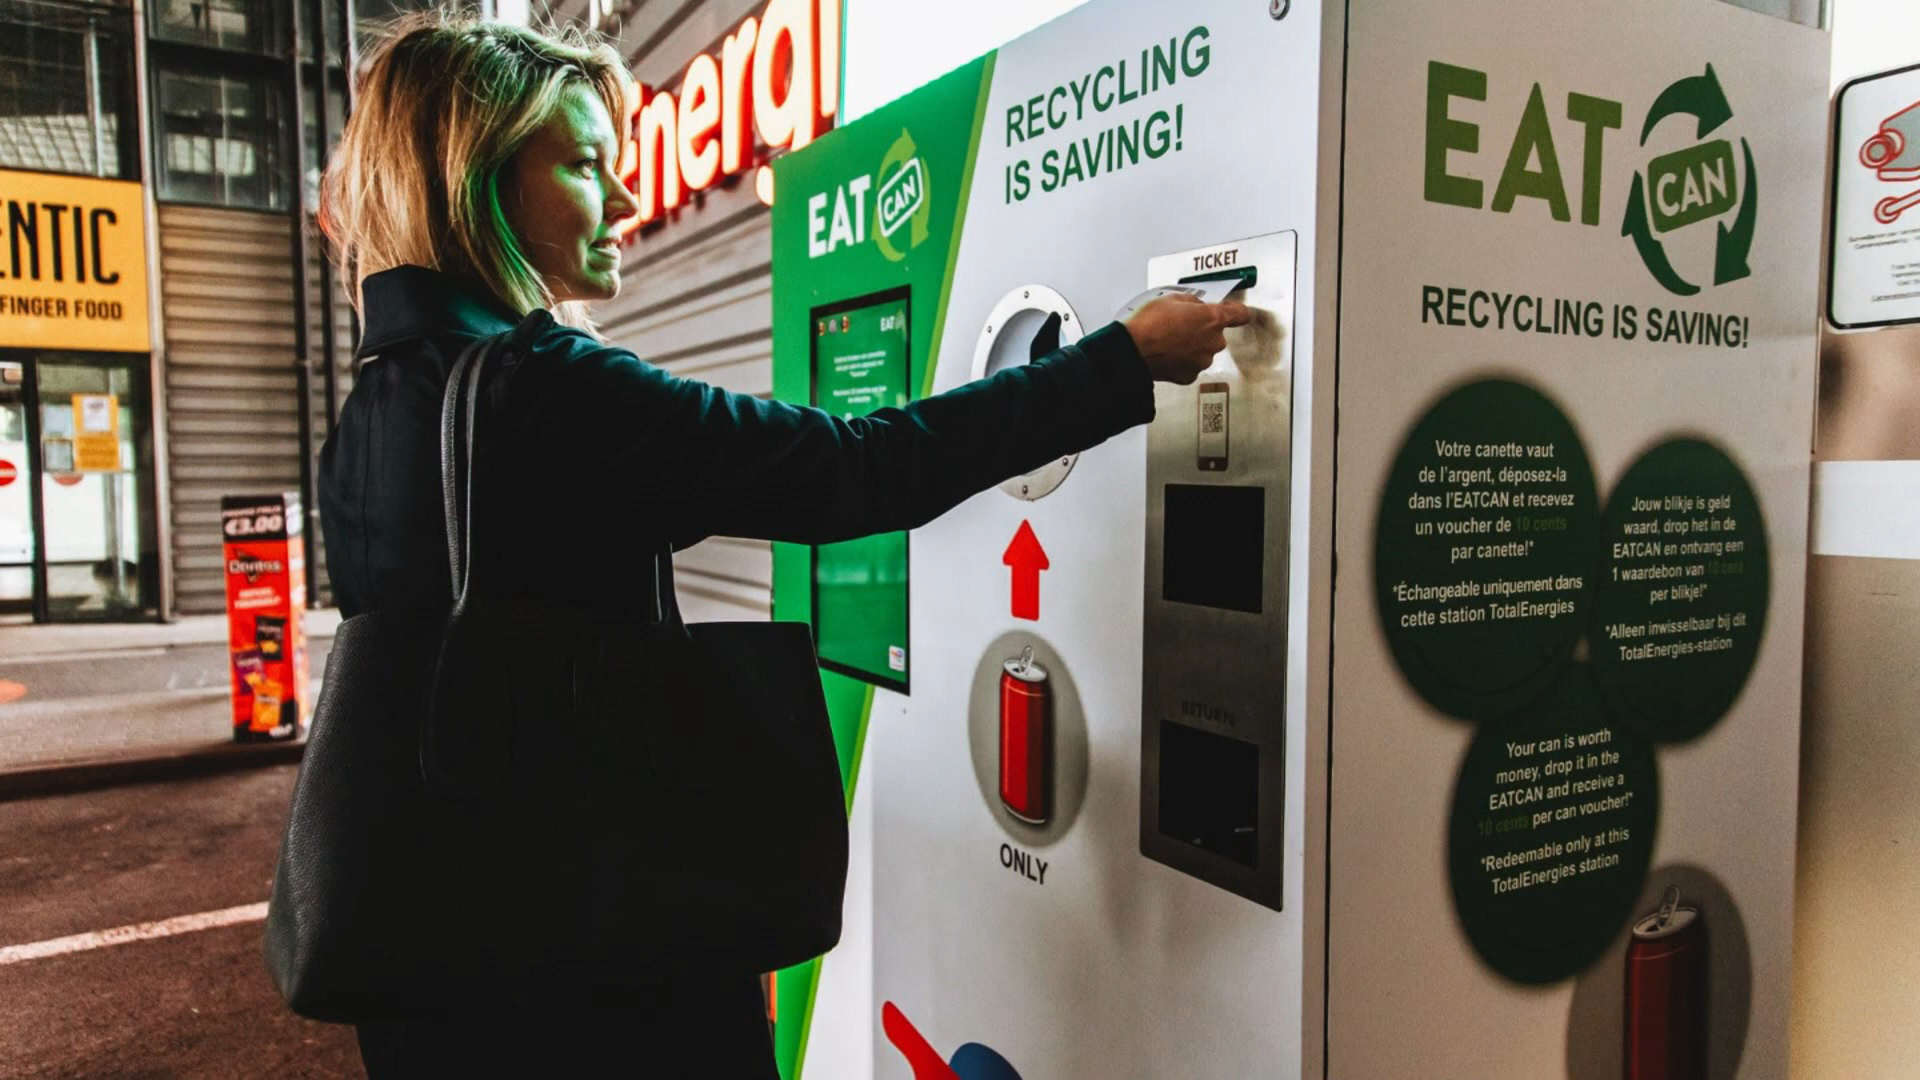 ENTIC
FINGER FOOD
€3.00
Doritos
Energi
EAT
CAN
RECYCLING
IS SAVING!
EAT
TICKET
RETURN
ONLY
EAT
CAN
RECYCLING IS SAVING!
Votre canette vaut
de l'argent, déposez-la
dans l'EATCAN et recevez
un voucher de 10 cents
par canette!*
*Échangeable uniquement dans
cette station TotalEnergies
Jouw blikje is geld
waard, drop het in de
EATCAN en ontvang een
1 waardebon van 10 cent
per blikje!*
*Alleen inwisselbaar bij dit
TotalEnergies-station
Your can is worth
money, drop it in the
EATCAN and receive a
10 cents per can voucher!*
*Redeemable only at this
TotalEnergies station